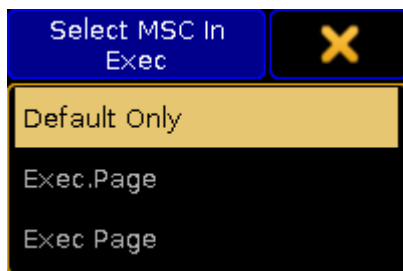 Select MSC In
Exec
Default Only
Exec.Page
Exec Page